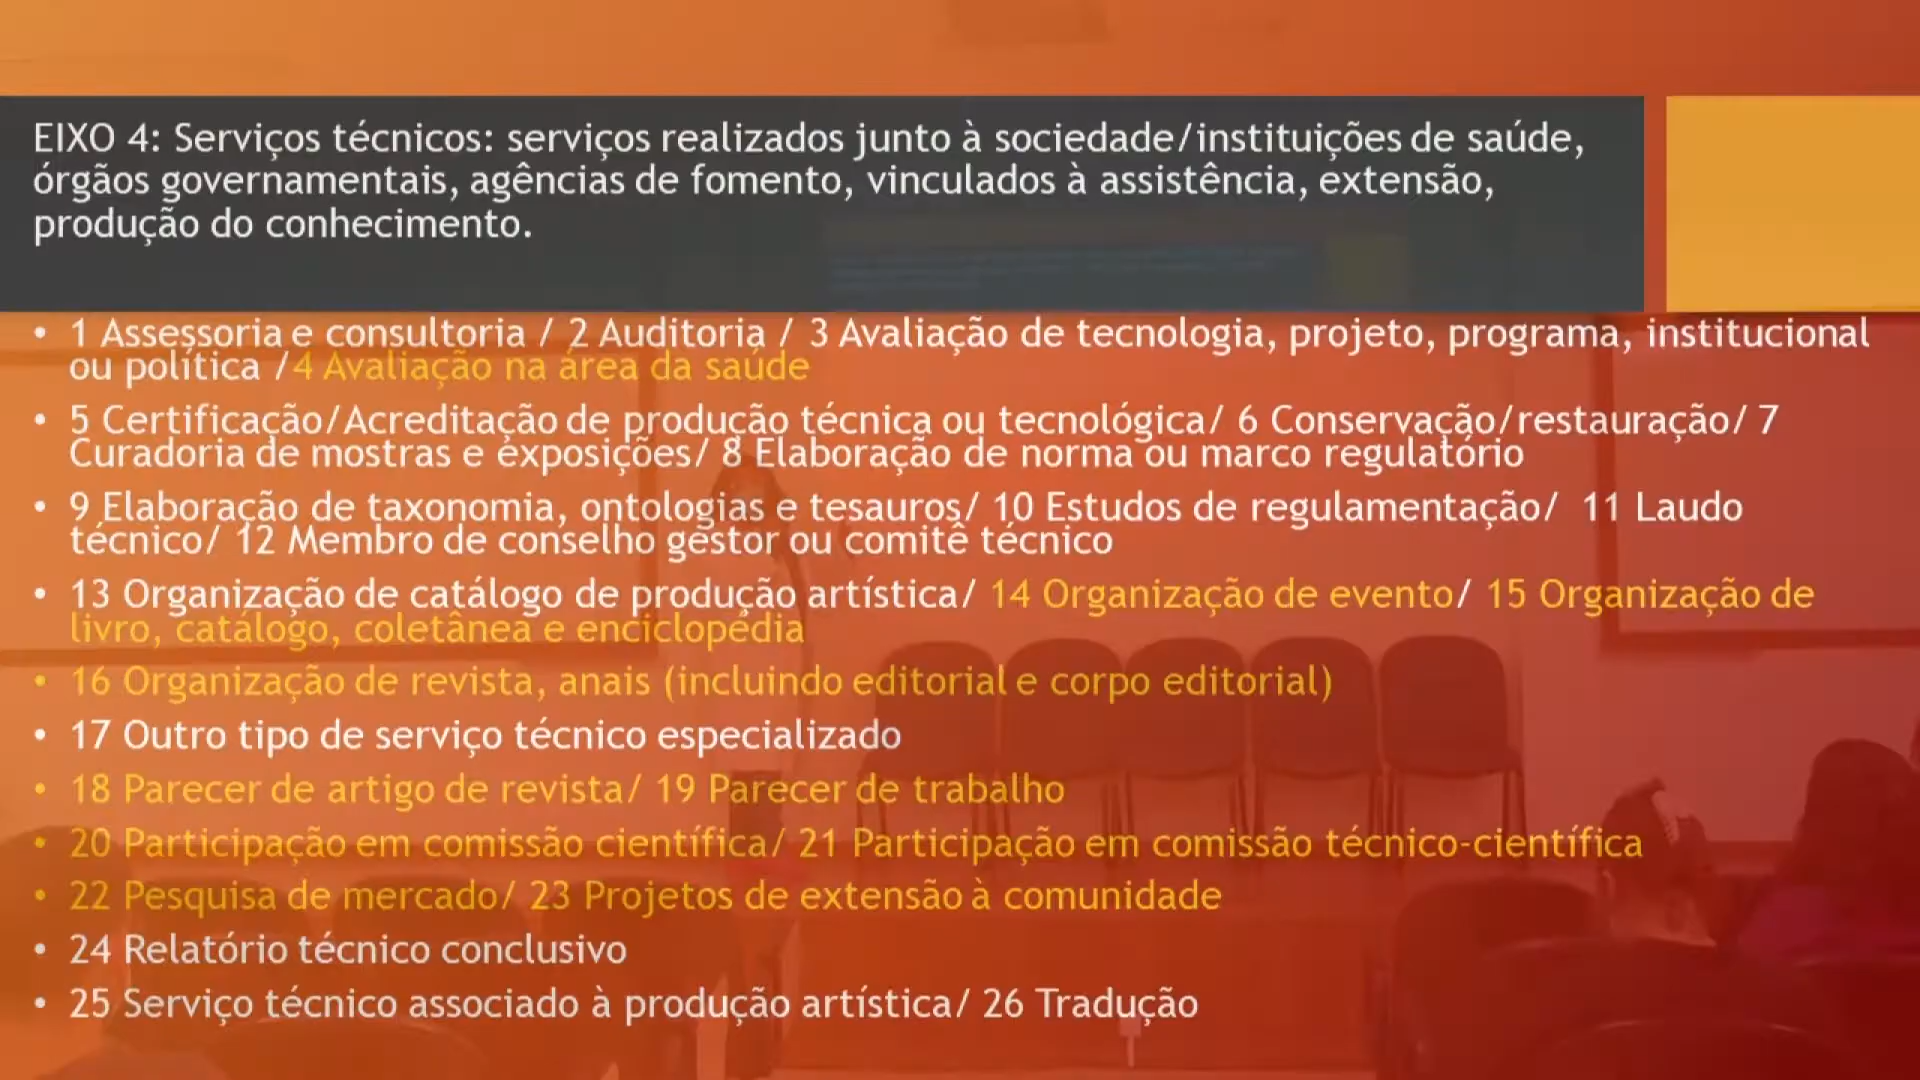 EIXO 4: Serviços técnicos: serviços realizados junto à sociedade/instituições de saúde,
órgãos governamentais, agências de fomento, vinculados à assistência, extensão,
produção do conhecimento.
• 1 Assessoria e consultoria / 2 Auditoria / 3 Avaliação de tecnologia, projeto, programa, institucional
ou política /4 Avaliação na área da saúde
• 5 Certificação/Acreditação de produção técnica ou tecnológica/ 6 Conservação/restauração/ 7
Curadoria de mostras e exposições/ 8 Elaboração de norma ou marco regulatório
• 9 Elaboração de taxonomia, ontologias e tesauros/ 10 Estudos de regulamentação/ 11 Laudo
técnico/ 12 Membro de conselho gestor ou comitê técnico
• 13 Organização de catálogo de produção artística/ 14 Organização de evento/ 15 Organização de
livro, catálogo, coletânea e enciclopédia
• 16 Organização de revista, anais (incluindo editorial e corpo editorial)
• 17 Outro tipo de serviço técnico especializado
• 18 Parecer de artigo de revista/ 19 Parecer de trabalho
• 20 Participação em comissão científica/ 21 Participação em comissão técnico-científica
• 22 Pesquisa de mercado/ 23 Projetos de extensão à comunidade
• 24 Relatório técnico conclusivo
• 25 Serviço técnico associado à produção artística/ 26 Tradução